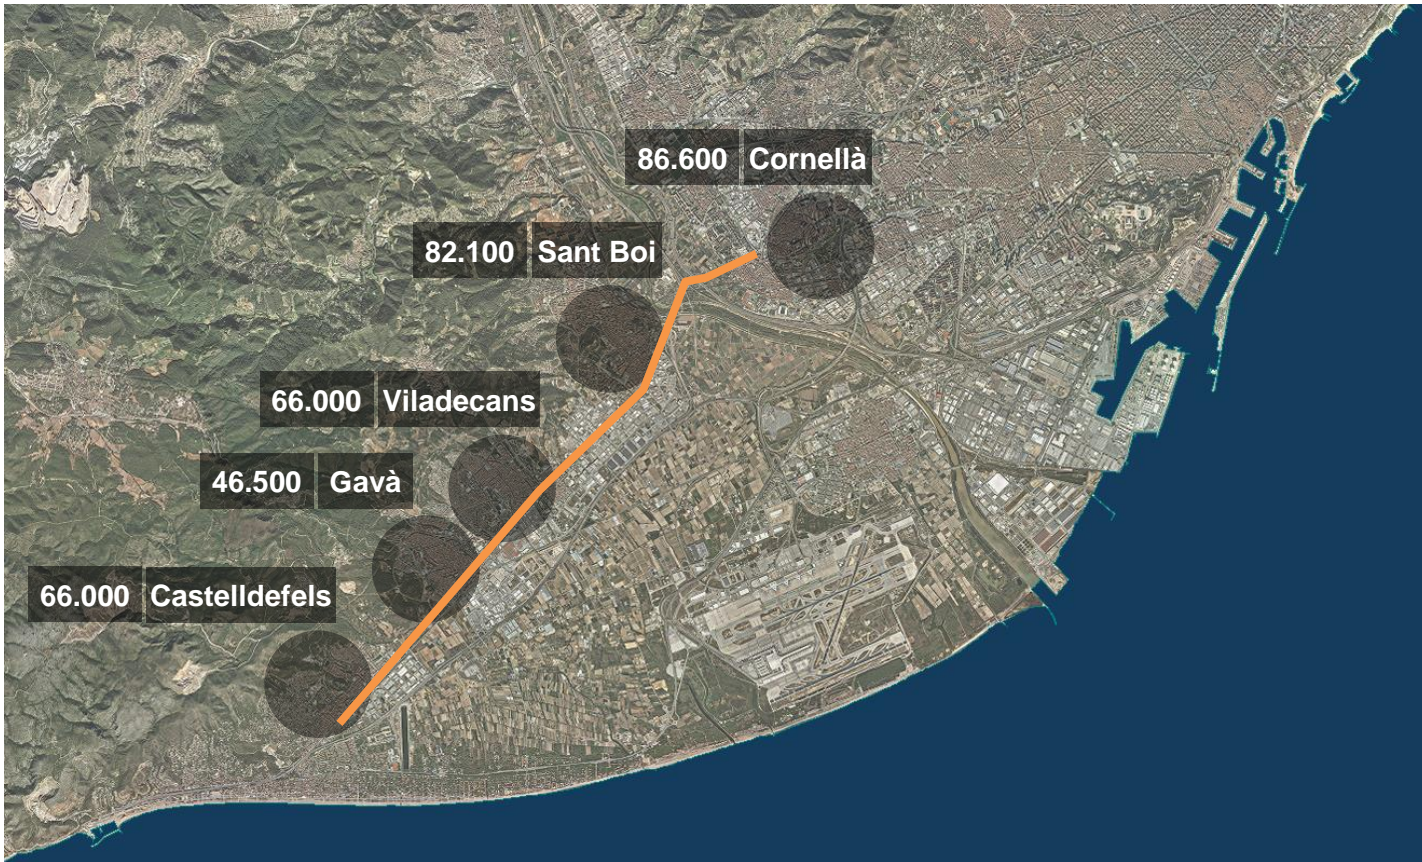 86.600 Cornellà
82.100 Sant Boi
66.000 Viladecans
46.500 Gavà
66.000 Castelldefels